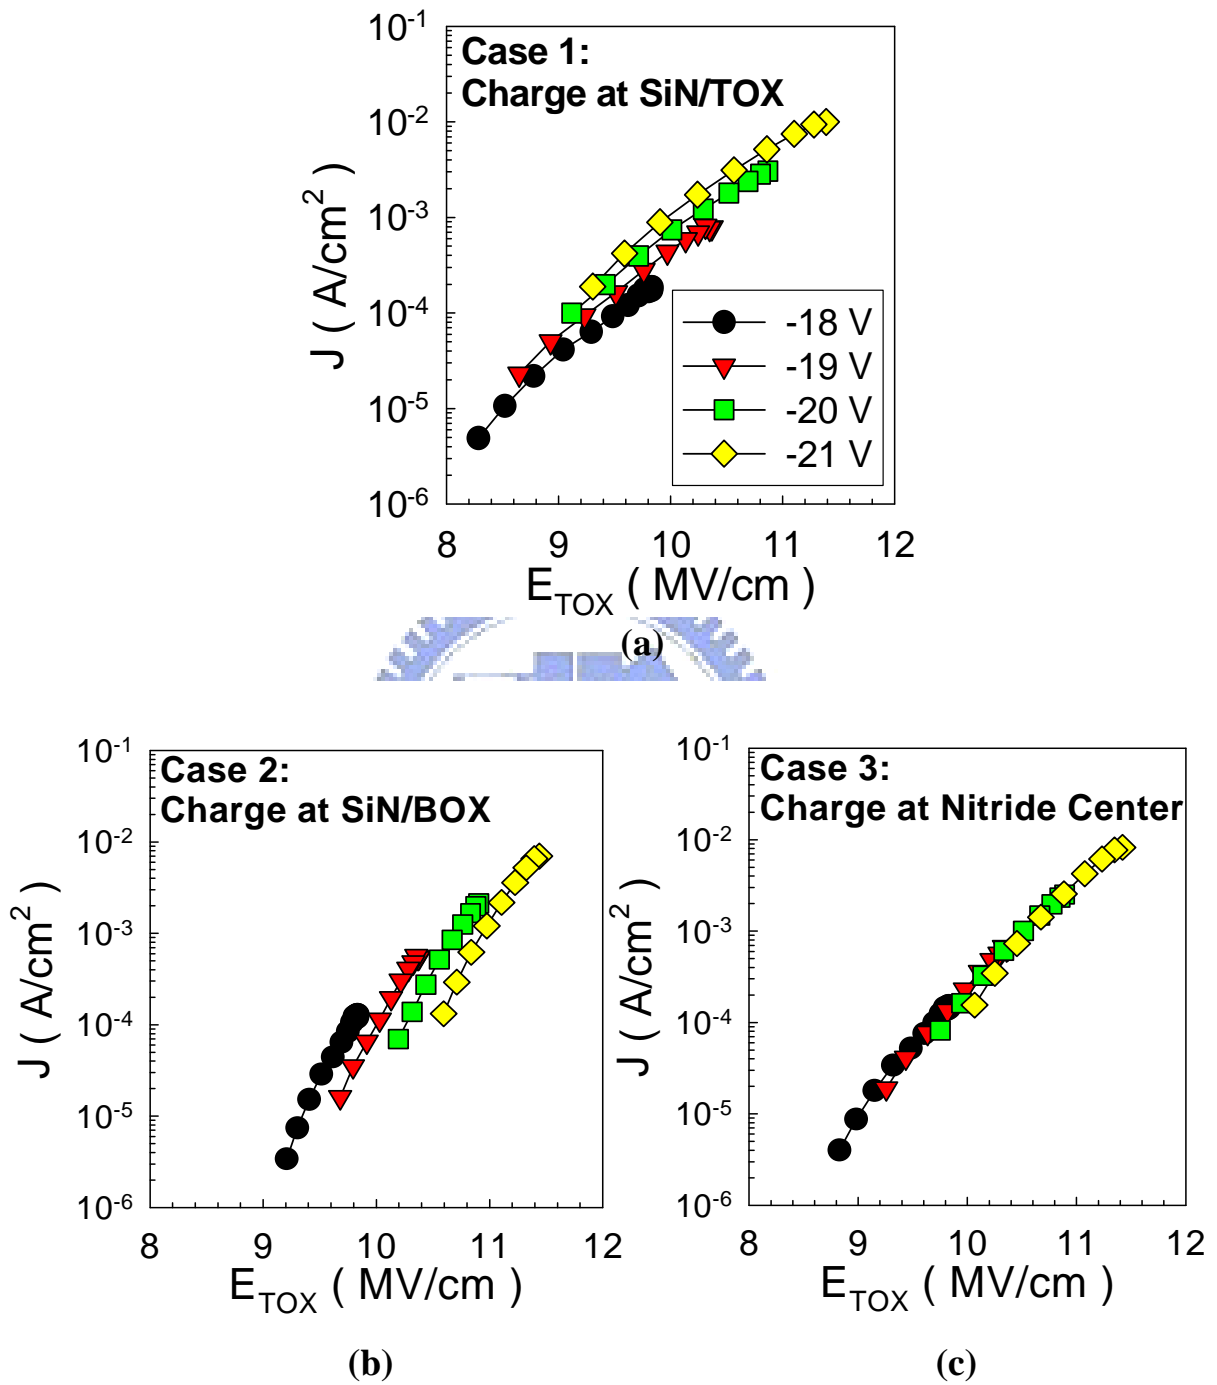 10-1
Case 1:
Charge at SiN/TOX
10-2
10-3
10-4
10-5
10-6
J ( A/cm2 )
-18 V
-19 V
-20 V
-21 V
8 9 10 11 12
ETOX ( MV/cm )
(a)
10-1
Case 2:
Charge at SiN/BOX
10-2
10-3
10-4
10-5
10-6
J ( A/cm2 )
8 9 10 11 12
ETOX ( MV/cm )
(b)
10-1
Case 3:
Charge at Nitride Center
10-2
10-3
10-4
10-5
10-6
J ( A/cm2 )
8 9 10 11 12
ETOX ( MV/cm )
(c)